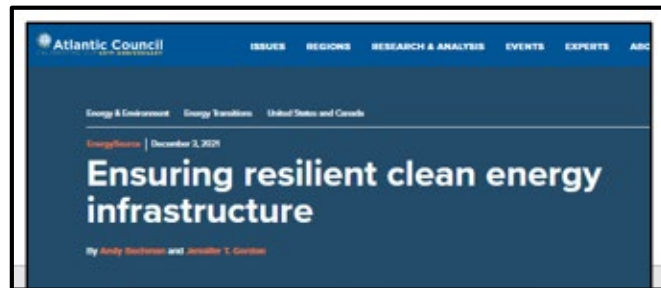 Atlantic Council
ISSUES REGIONS RESEARCH & ANALYSIS EVENTS EXPERTS ABO
Energy & Environment Energy Transitions United States and Canada
EnergySource | December 3, 2021
Ensuring resilient clean energy
infrastructure
By Andy Bochman and Jennifer T. Gordon